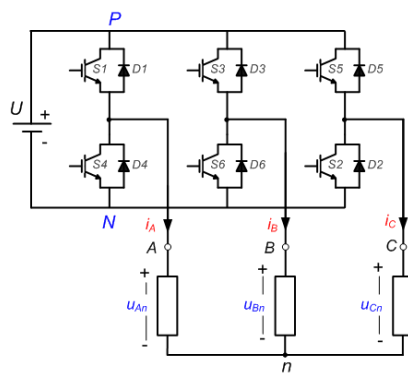 P
S1 D1 S3 D3 S5 D5
U + -
S4 D4 S6 D6 S2 D2
N
iA iB iC
A B C
+ + +
uAn uBn uCn
- - -
n